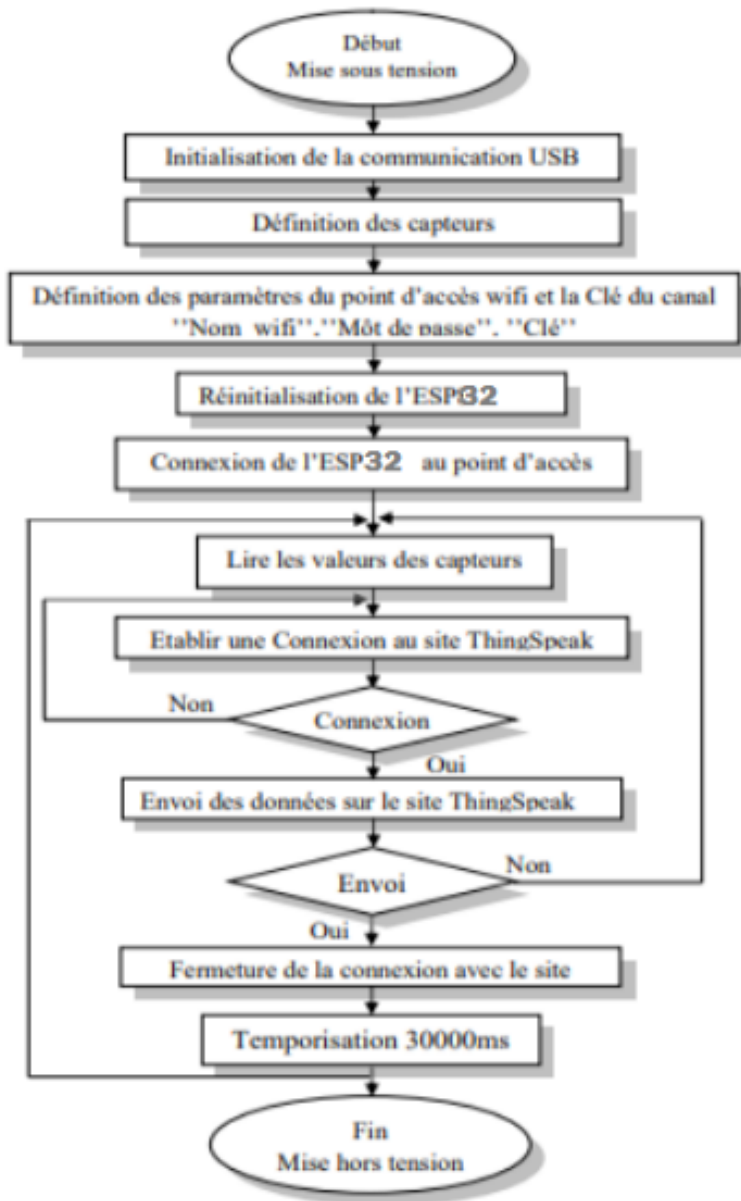 Début
Mise sous tension
Initialisation de la communication USB
Définition des capteurs
Définition des paramètres du point d'accès wifi et la Clé du canal
''Nom wifi'',''Môt de passe'', ''Clé''
Réinitialisation de l'ESP32
Connexion de l'ESP32 au point d'accès
Lire les valeurs des capteurs
Etablir une Connexion au site ThingSpeak
Non
Connexion
Oui
Envoi des données sur le site ThingSpeak
Non
Envoi
Oui
Fermeture de la connexion avec le site
Temporisation 30000ms
Fin
Mise hors tension